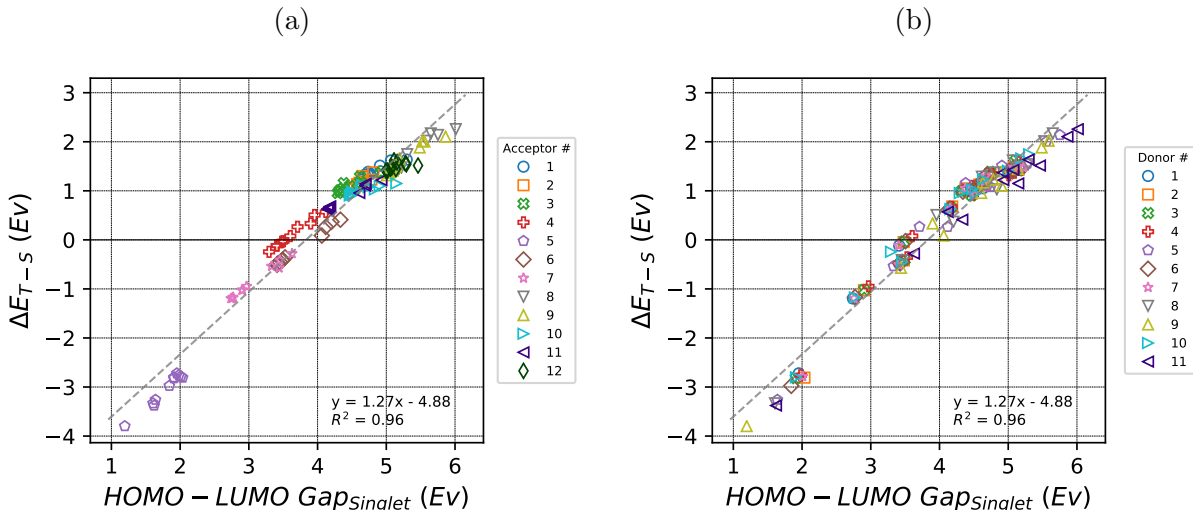 (a)
(b)
3
2
1
0
−1
−2
−3
−4
ΔE_{T−S} (Ev)
1 2 3 4 5 6
HOMO − LUMO Gap_{Singlet} (Ev)
y = 1.27x - 4.88
R² = 0.96
Acceptor #
1
2
3
4
5
6
7
8
9
10
11
12
3
2
1
0
−1
−2
−3
−4
ΔE_{T−S} (Ev)
1 2 3 4 5 6
HOMO − LUMO Gap_{Singlet} (Ev)
y = 1.27x - 4.88
R² = 0.96
Donor #
1
2
3
4
5
6
7
8
9
10
11